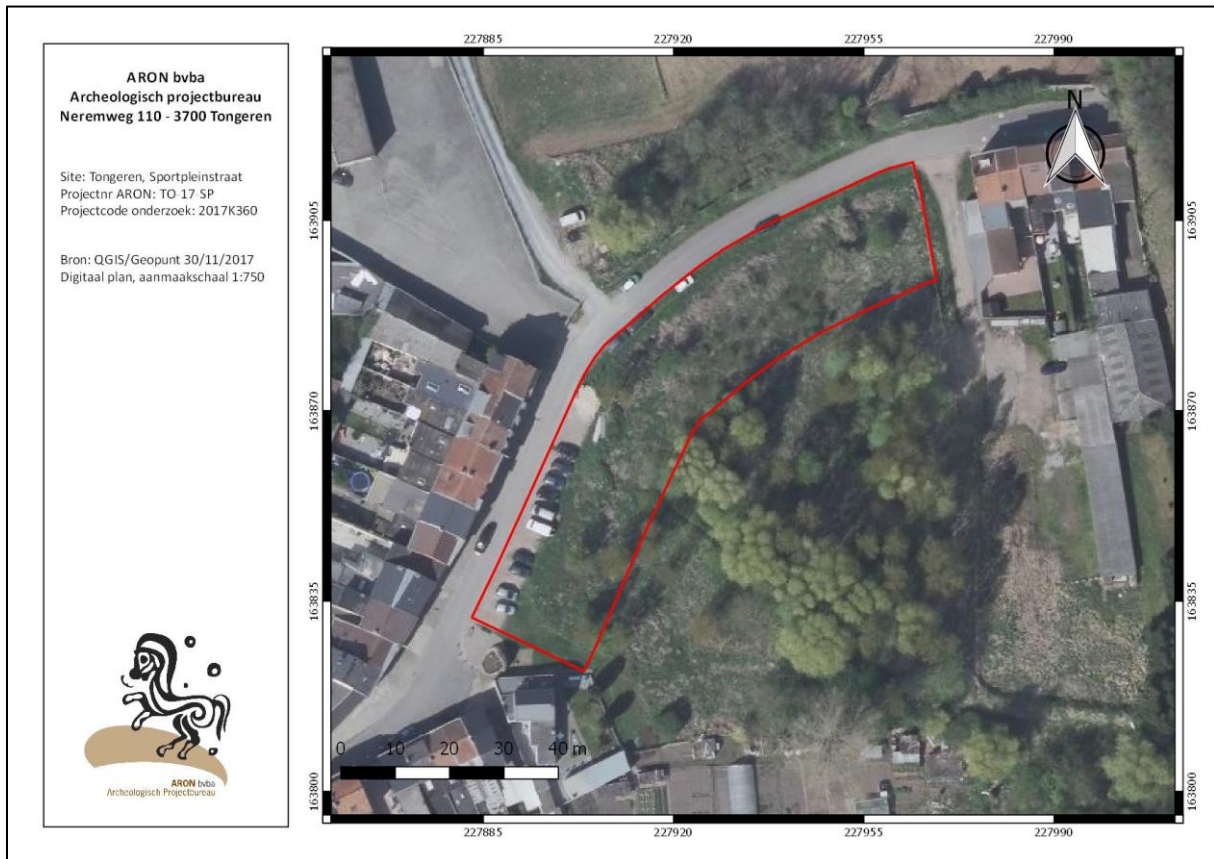 ARON bvba
Archeologisch projectbureau
Neremweg 110 - 3700 Tongeren
Site: Tongeren, Sportpleinstraat
Projectnr ARON: TO-17-SP
Projectcode onderzoek: 2017K360
Bron: QGIS/Geopunt 30/11/2017
Digitaal plan, aanmaakschaal 1:750
ARON bvba
Archeologisch Projectbureau
227885 227920 227955 227990
N
163905 163905
163870 163870
163835 163835
0 10 20 30 40 m
163800 163800
227885 227920 227955 227990